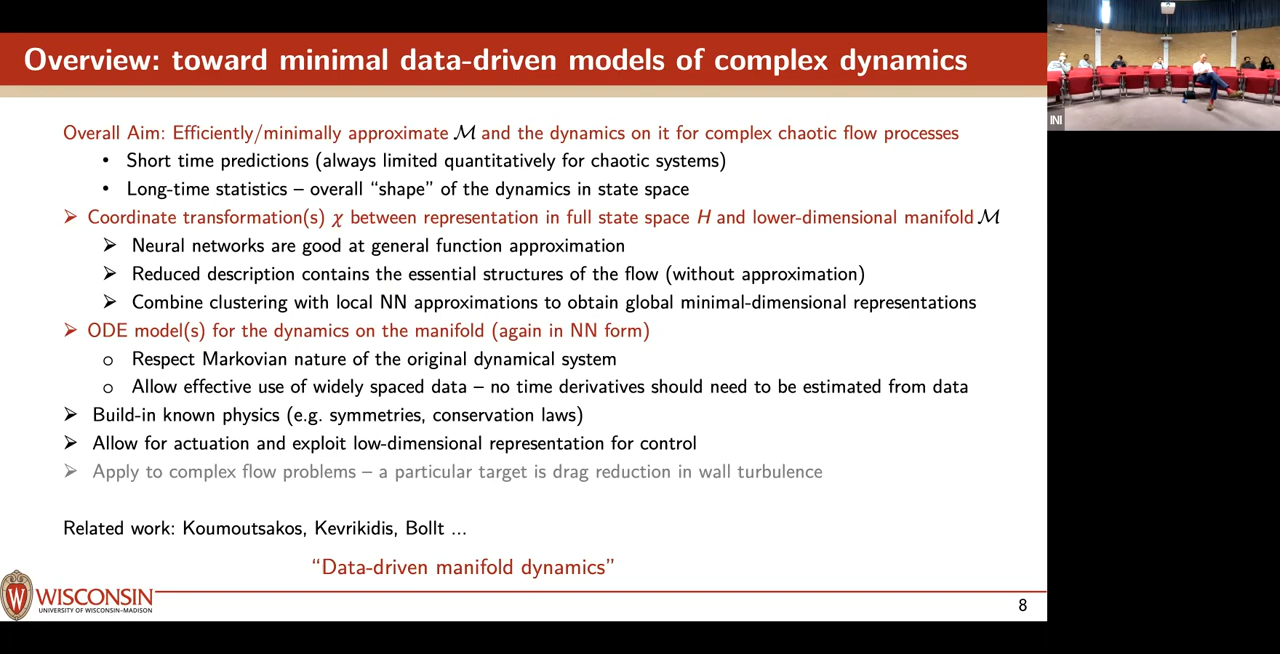 Overview: toward minimal data-driven models of complex dynamics
Overall Aim: Efficiently/minimally approximate ℳ and the dynamics on it for complex chaotic flow processes
• Short time predictions (always limited quantitatively for chaotic systems)
• Long-time statistics – overall “shape” of the dynamics in state space
➢ Coordinate transformation(s) χ between representation in full state space H and lower-dimensional manifold ℳ
➢ Neural networks are good at general function approximation
➢ Reduced description contains the essential structures of the flow (without approximation)
➢ Combine clustering with local NN approximations to obtain global minimal-dimensional representations
➢ ODE model(s) for the dynamics on the manifold (again in NN form)
o Respect Markovian nature of the original dynamical system
o Allow effective use of widely spaced data – no time derivatives should need to be estimated from data
➢ Build-in known physics (e.g. symmetries, conservation laws)
➢ Allow for actuation and exploit low-dimensional representation for control
➢ Apply to complex flow problems – a particular target is drag reduction in wall turbulence
Related work: Koumoutsakos, Kevrikidis, Bollt ...
“Data-driven manifold dynamics”
WISCONSIN
UNIVERSITY OF WISCONSIN–MADISON
8
INI